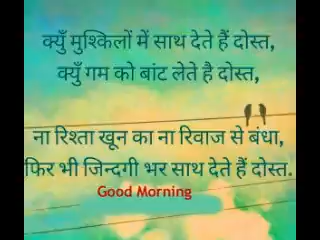 क्युँ मुश्किलों में साथ देते हैं दोस्त,
क्युँ गम को बांट लेते है दोस्त,
ना रिश्ता खून का ना रिवाज से बंधा,
फिर भी जिन्दगी भर साथ देते हैं दोस्त.
Good Morning